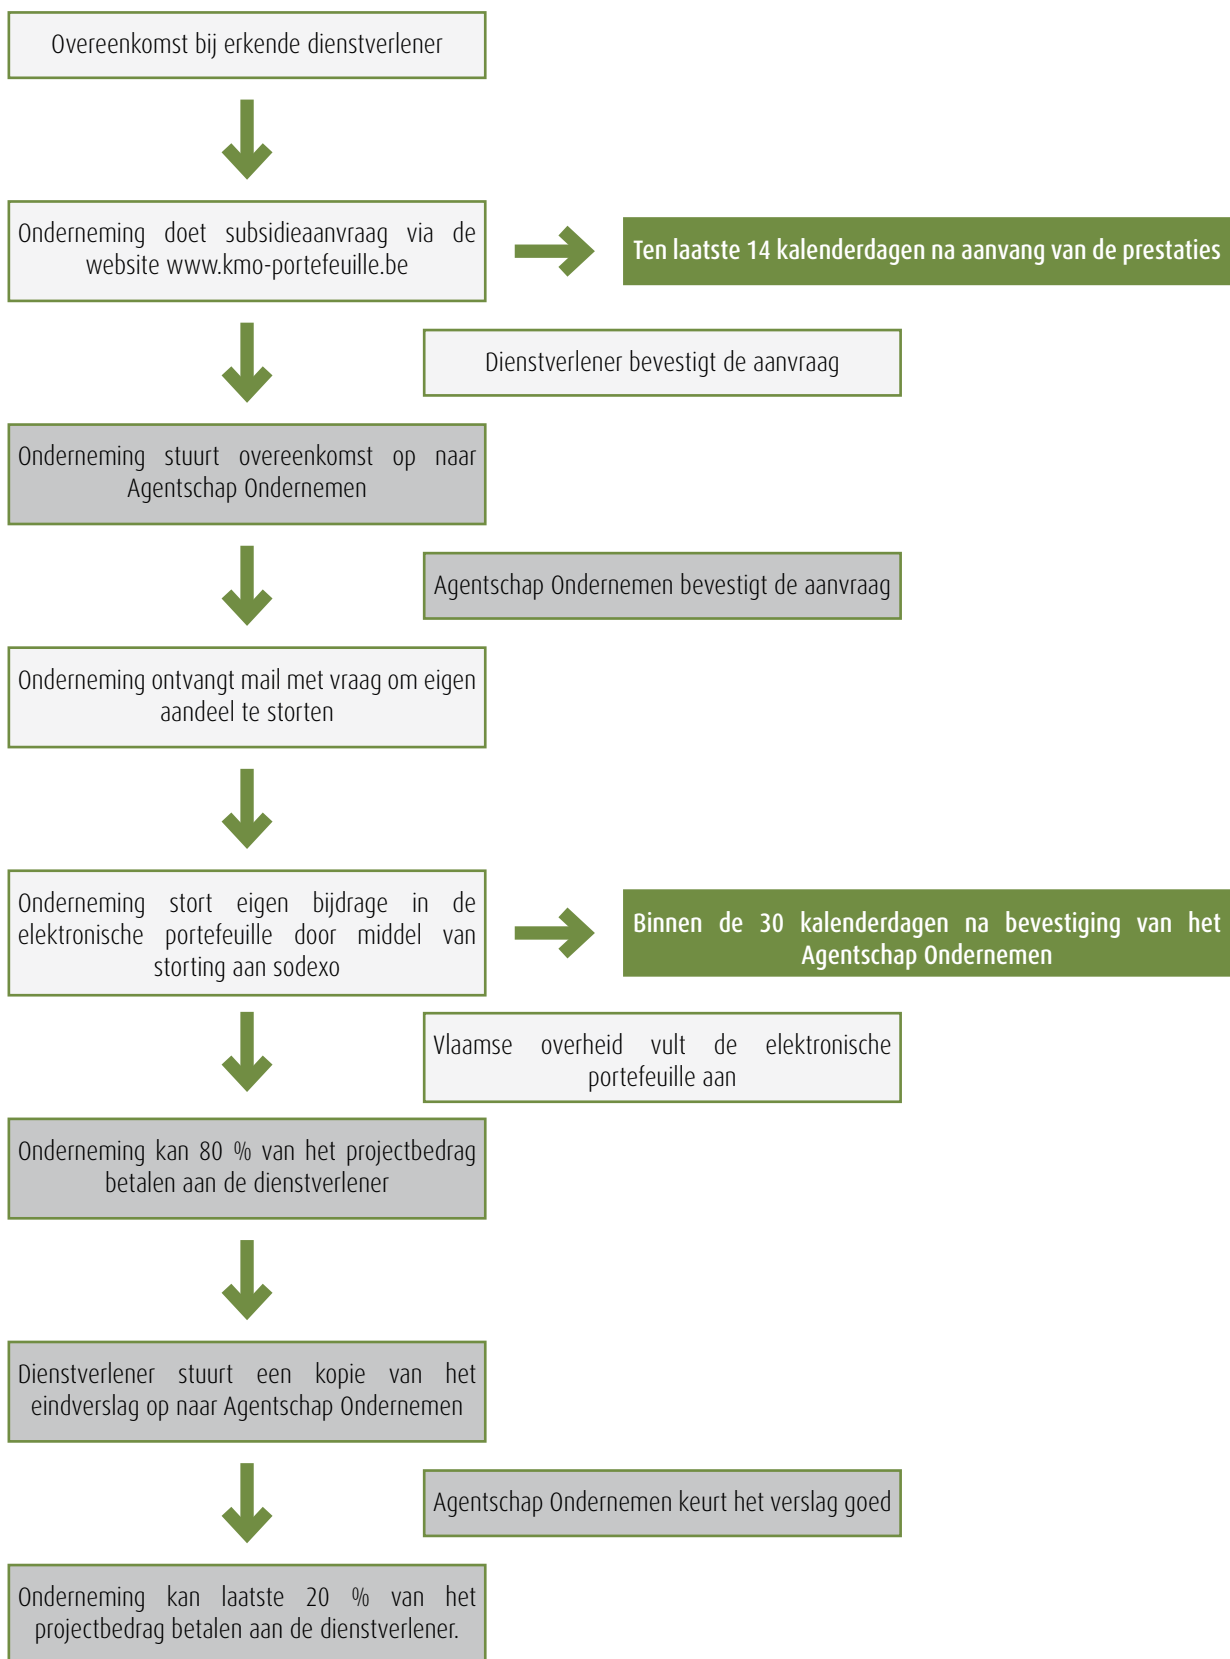 Overeenkomst bij erkende dienstverlener
Onderneming doet subsidieaanvraag via de
website www.kmo-portefeuille.be
Ten laatste 14 kalenderdagen na aanvang van de prestaties
Dienstverlener bevestigt de aanvraag
Onderneming stuurt overeenkomst op naar
Agentschap Ondernemen
Agentschap Ondernemen bevestigt de aanvraag
Onderneming ontvangt mail met vraag om eigen
aandeel te storten
Onderneming stort eigen bijdrage in de
elektronische portefeuille door middel van
storting aan sodexo
Binnen de 30 kalenderdagen na bevestiging van het
Agentschap Ondernemen
Vlaamse overheid vult de elektronische
portefeuille aan
Onderneming kan 80 % van het projectbedrag
betalen aan de dienstverlener
Dienstverlener stuurt een kopie van het
eindverslag op naar Agentschap Ondernemen
Agentschap Ondernemen keurt het verslag goed
Onderneming kan laatste 20 % van het
projectbedrag betalen aan de dienstverlener.